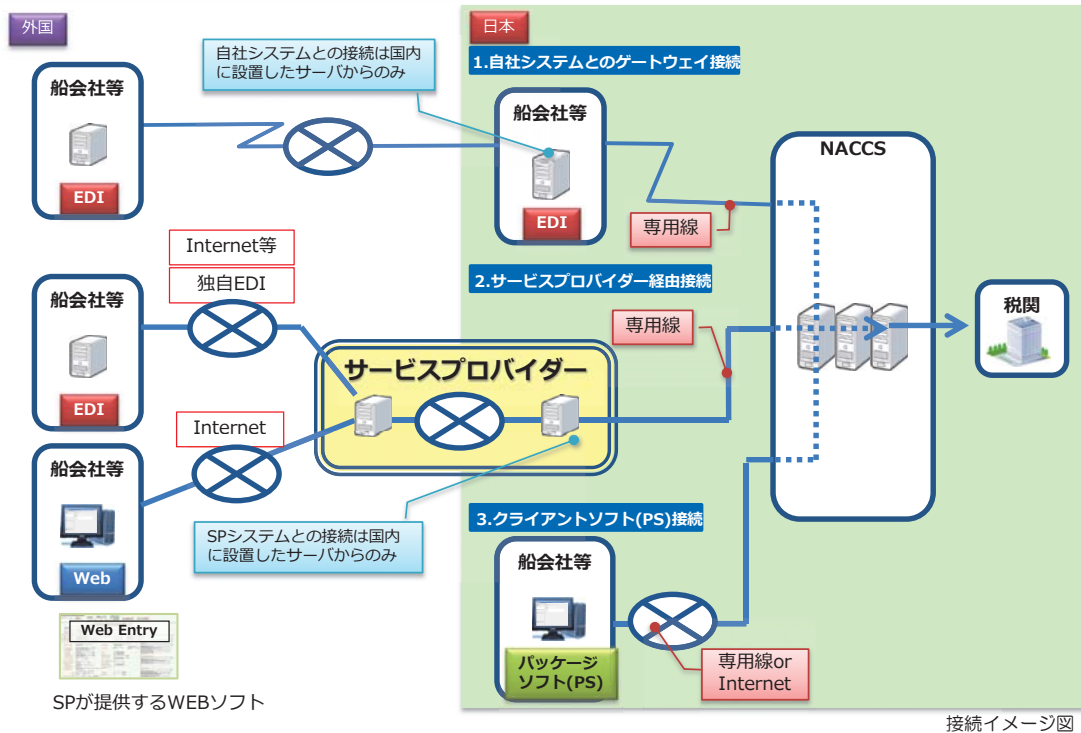 外国
日本
自社システムとの接続は国内
に設置したサーバからのみ
1.自社システムとのゲートウェイ接続
船会社等
EDI
船会社等
EDI
NACCS
専用線
Internet等
独自EDI
2.サービスプロバイダー経由接続
船会社等
EDI
専用線
税関
サービスプロバイダー
Internet
船会社等
Web
SPシステムとの接続は国内
に設置したサーバからのみ
3.クライアントソフト(PS)接続
船会社等
パッケージ
ソフト(PS)
専用線or
Internet
Web Entry
SPが提供するWEBソフト
接続イメージ図